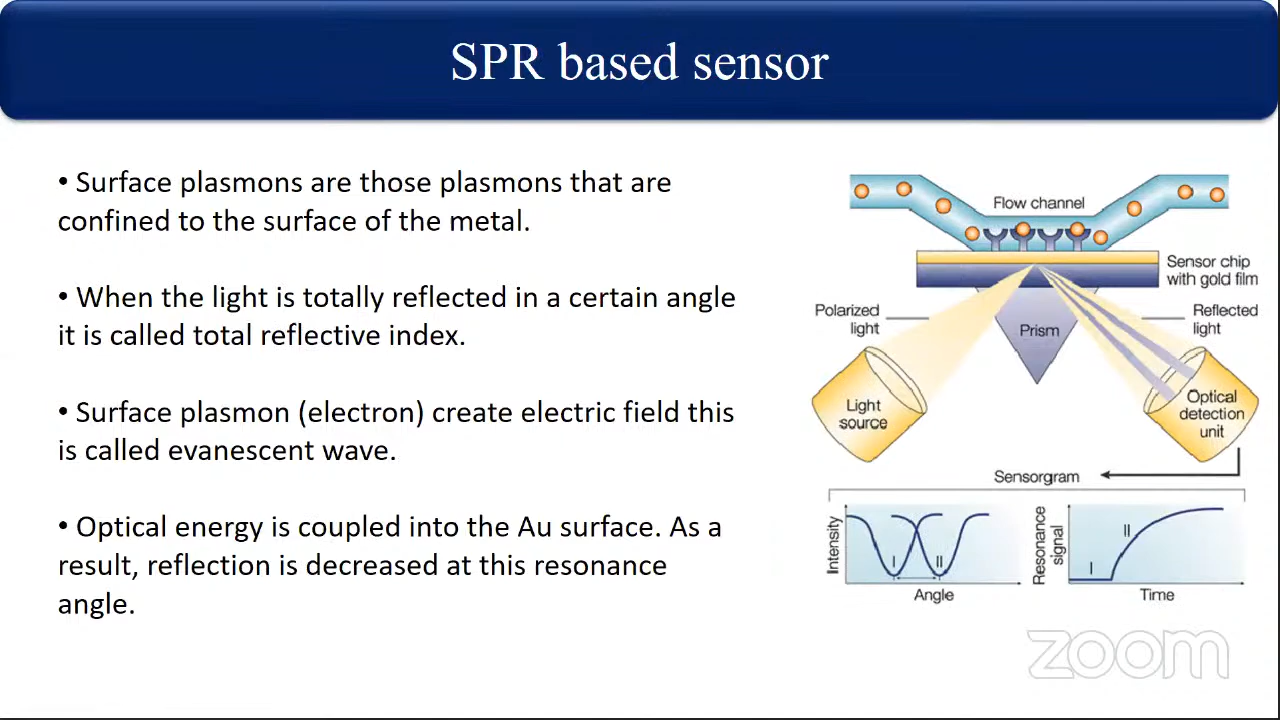 SPR based sensor
• Surface plasmons are those plasmons that are
confined to the surface of the metal.
• When the light is totally reflected in a certain angle
it is called total reflective index.
• Surface plasmon (electron) create electric field this
is called evanescent wave.
• Optical energy is coupled into the Au surface. As a
result, reflection is decreased at this resonance
angle.
Flow channel
Sensor chip
with gold film
Polarized
light
Prism
Reflected
light
Light
source
Optical
detection
unit
Sensorgram
Intensity
I
II
Angle
Resonance
signal
I
II
Time
zoom